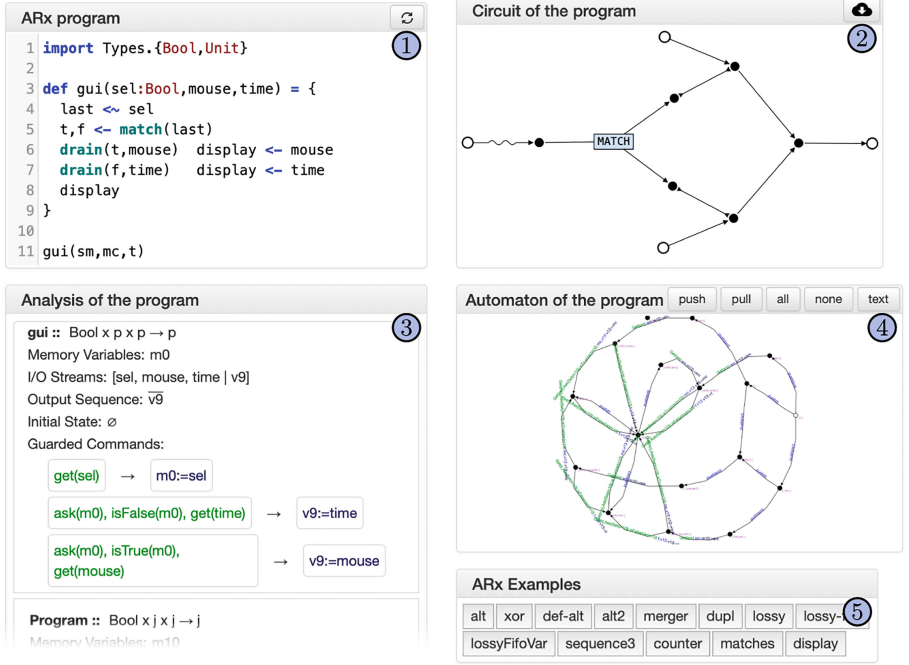 ARx program
1
1 import Types.{Bool,Unit}
2
3 def gui(sel:Bool,mouse,time) = {
4 last <~ sel
5 t,f <- match(last)
6 drain(t,mouse) display <- mouse
7 drain(f,time) display <- time
8 display
9 }
10
11 gui(sm,mc,t)
Circuit of the program
2
MATCH
Analysis of the program
3
gui :: Bool x p x p → p
Memory Variables: m0
I/O Streams: [sel, mouse, time | v9]
Output Sequence: v9
Initial State: ∅
Guarded Commands:
get(sel) → m0:=sel
ask(m0), isFalse(m0), get(time) → v9:=time
ask(m0), isTrue(m0),
get(mouse) → v9:=mouse
Program :: Bool x j x j → j
Memory Variables: m10
Automaton of the program push pull all none text
4
ARx Examples
alt xor def-alt alt2 merger dupl lossy lossy-
5
lossyFifoVar sequence3 counter matches display